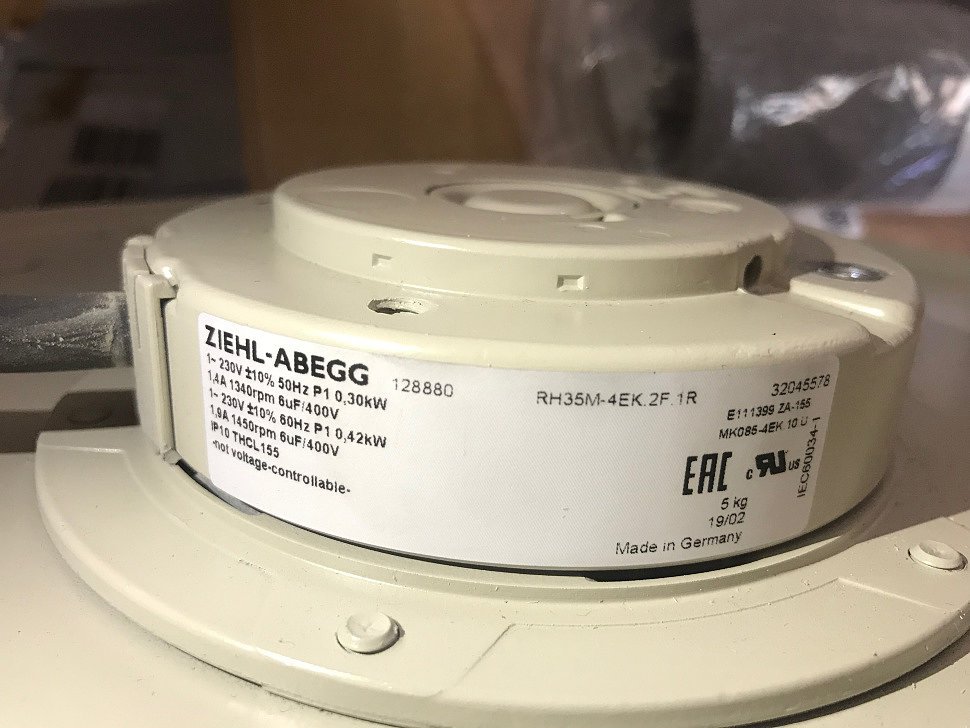 ZIEHL-ABEGG
1~ 230V ±10% 50Hz P1 0,30kW
1,4A 1340rpm 6uF/400V
1~ 230V ±10% 60Hz P1 0,42kW
1,9A 1450rpm 6uF/400V
IP10 THCL155
-not voltage-controllable-
128880
RH35M-4EK.2F.1R
32045578
E111399 ZA-155
MK085-4EK.10.U
IEC60034-1
EAC
c RU US
5 kg
19/02
Made in Germany